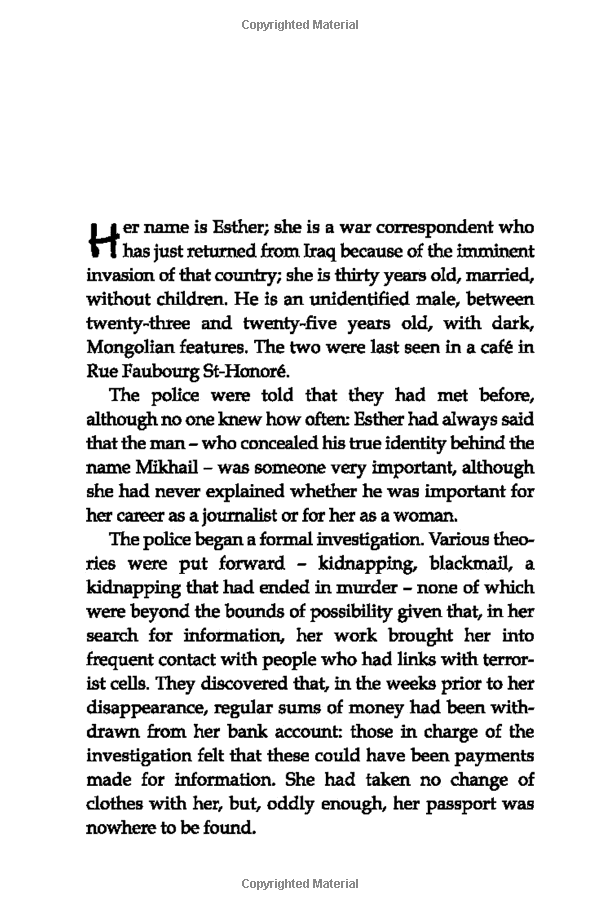 Copyrighted Material
Her name is Esther; she is a war correspondent who
has just returned from Iraq because of the imminent
invasion of that country; she is thirty years old, married,
without children. He is an unidentified male, between
twenty-three and twenty-five years old, with dark,
Mongolian features. The two were last seen in a café in
Rue Faubourg St-Honoré.
The police were told that they had met before,
although no one knew how often: Esther had always said
that the man – who concealed his true identity behind the
name Mikhail – was someone very important, although
she had never explained whether he was important for
her career as a journalist or for her as a woman.
The police began a formal investigation. Various theo-
ries were put forward – kidnapping, blackmail, a
kidnapping that had ended in murder – none of which
were beyond the bounds of possibility given that, in her
search for information, her work brought her into
frequent contact with people who had links with terror-
ist cells. They discovered that, in the weeks prior to her
disappearance, regular sums of money had been with-
drawn from her bank account: those in charge of the
investigation felt that these could have been payments
made for information. She had taken no change of
clothes with her, but, oddly enough, her passport was
nowhere to be found.
Copyrighted Material